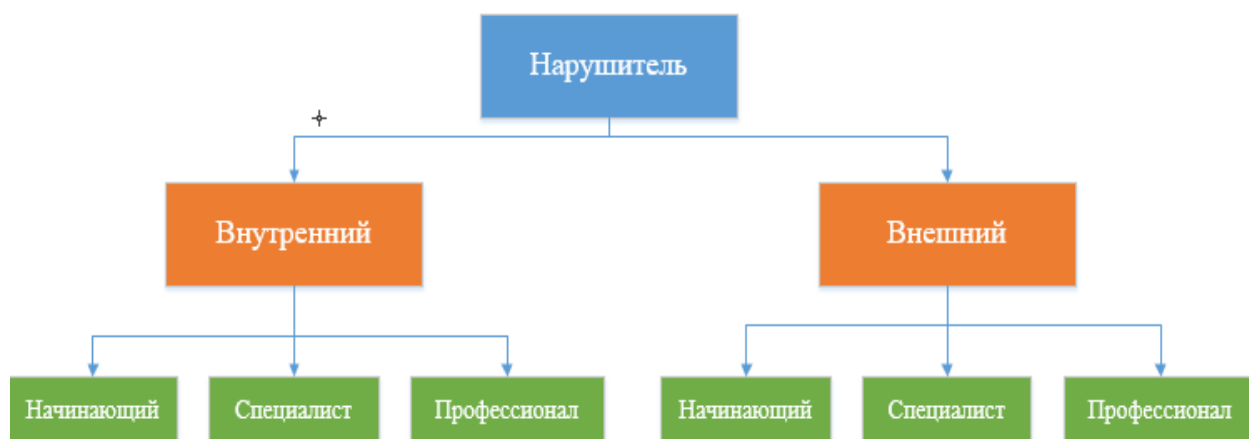 Нарушитель
Внутренний
Внешний
Начинающий
Специалист
Профессионал
Начинающий
Специалист
Профессионал